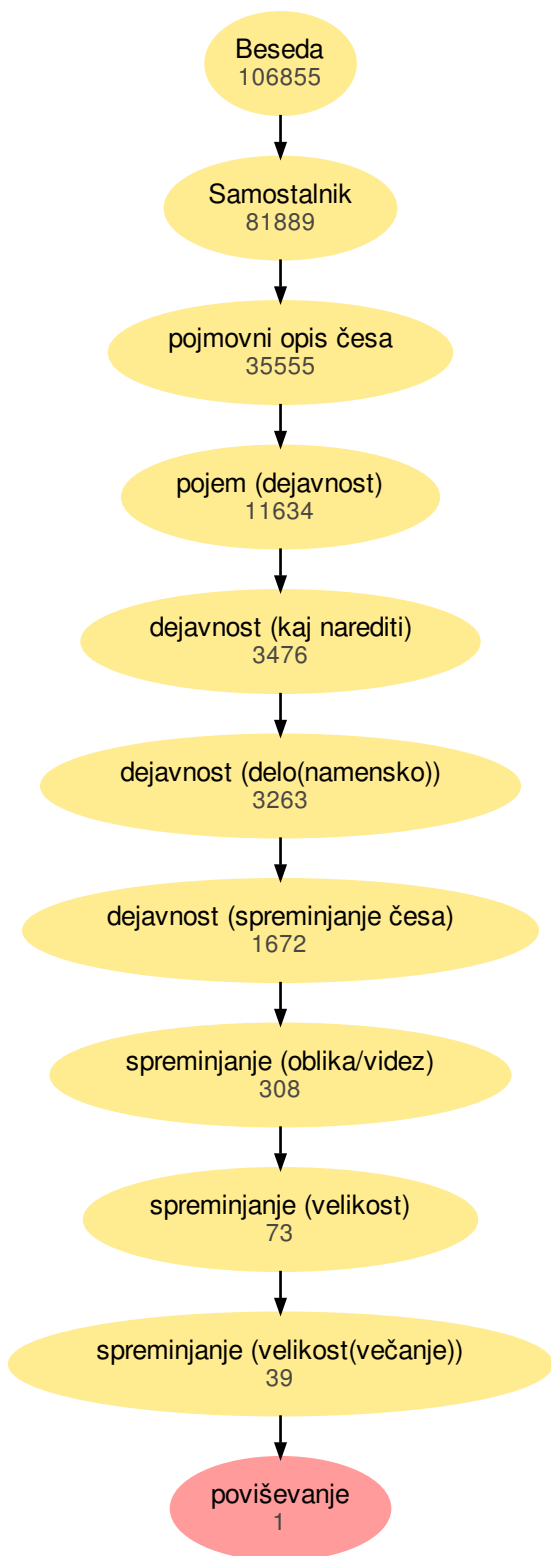 Beseda
106855
Samostalnik
81889
pojmovni opis česa
35555
pojem (dejavnost)
11634
dejavnost (kaj narediti)
3476
dejavnost (delo(namensko))
3263
dejavnost (spreminjanje česa)
1672
spreminjanje (oblika/videz)
308
spreminjanje (velikost)
73
spreminjanje (velikost(večanje))
39
poviševanje
1